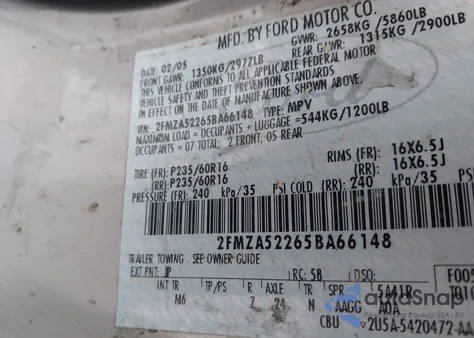 MFD. BY FORD MOTOR CO.
DATE: 02/05
GVWR: 2658KG /5860LB
FRONT GAWR: 1350KG/2977LB
REAR GAWR: 1315KG /2900LB
THIS VEHICLE CONFORMS TO ALL APPLICABLE FEDERAL MOTOR
VEHICLE SAFETY AND THEFT PREVENTION STANDARDS
IN EFFECT ON THE DATE OF MANUFACTURE SHOWN ABOVE.
VIN: 2FMZA52265BA66148 TYPE: MPV
MAXIMUM LOAD = OCCUPANTS + LUGGAGE =544KG/1200LB
OCCUPANTS = 07 TOTAL; 2 FRONT, 05 REAR
TIRE (FR): P235/60R16 RIMS (FR): 16X6.5J
(RR): P235/60R16 (RR): 16X6.5J
PRESSURE (FR): 240 kPa/35 PSI COLD (RR): 240 kPa/35
2FMZA52265BA66148
TRAILER TOWING - SEE OWNER GUIDE
EXT PNT: JP RC: 58 DSO:
INT TR TP/PS R AXLE TR SPR
M6 Z 24 N AAGG
CBU
2U5A-5420472-AA
autoSnap